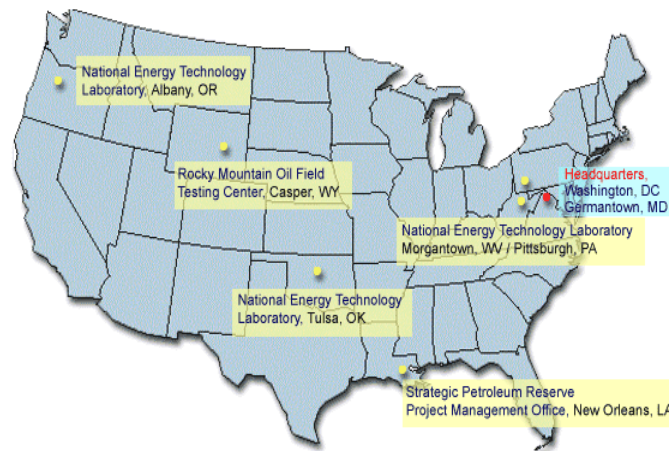 National Energy Technology
Laboratory, Albany, OR
Rocky Mountain Oil Field
Testing Center, Casper, WY
Headquarters,
Washington, DC
Germantown, MD
National Energy Technology Laboratory
Morgantown, WV / Pittsburgh, PA
National Energy Technology
Laboratory, Tulsa, OK
Strategic Petroleum Reserve
Project Management Office, New Orleans, LA